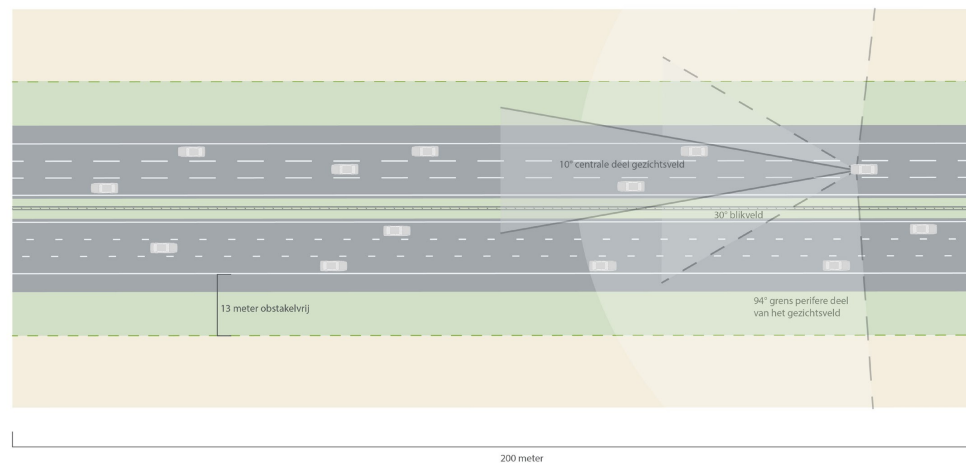 10° centrale deel gezichtsveld
30° blikveld
94° grens perifere deel
van het gezichtsveld
13 meter obstakelvrij
200 meter